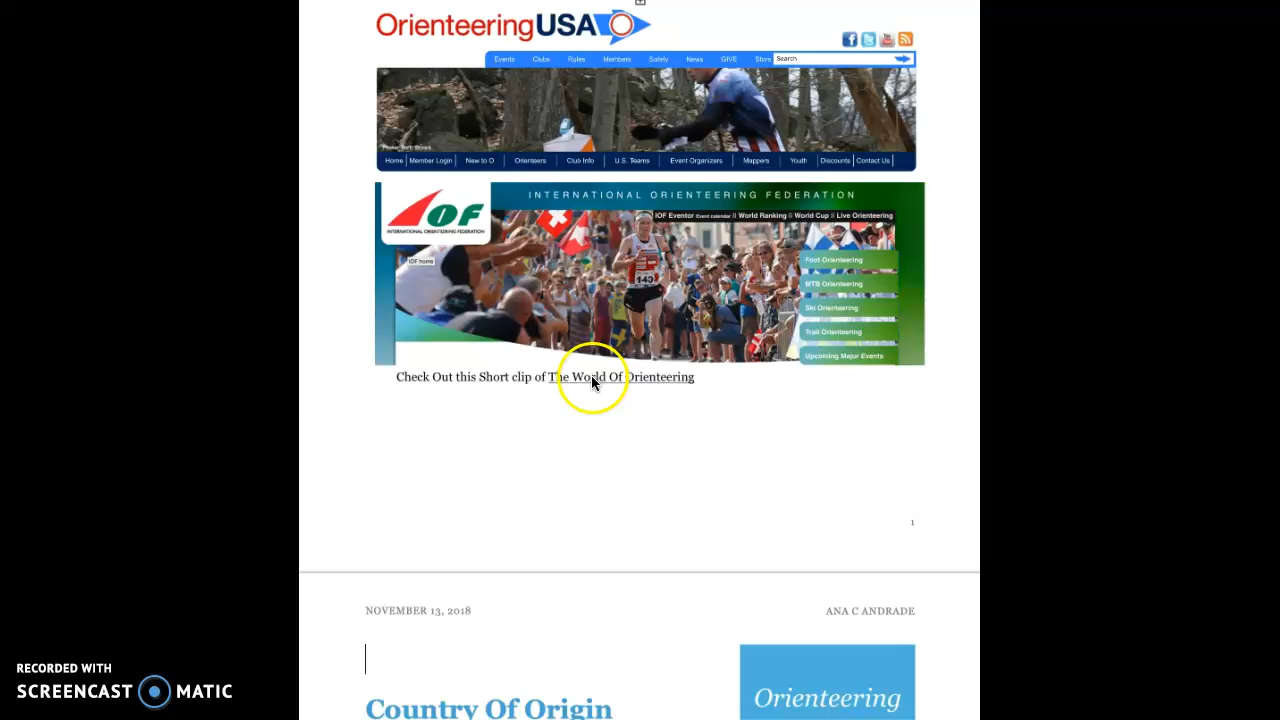 OrienteeringUSA
Events Clubs Rules Members Safety News GIVE Store Search
Home Member Login New to O Orienteers Club Info U.S. Teams Event Organizers Mappers Youth Discounts Contact Us
INTERNATIONAL ORIENTEERING FEDERATION
IOF
INTERNATIONAL ORIENTEERING FEDERATION
IOF Eventor Event calendar // World Ranking // World Cup // Live Orienteering
IOF home
140
Foot Orienteering
MTB Orienteering
Ski Orienteering
Trail Orienteering
Upcoming Major Events
Check Out this Short clip of The World Of Orienteering
1
NOVEMBER 13, 2018 ANA C ANDRADE
Country Of Origin
Orienteering
RECORDED WITH
SCREENCAST MATIC